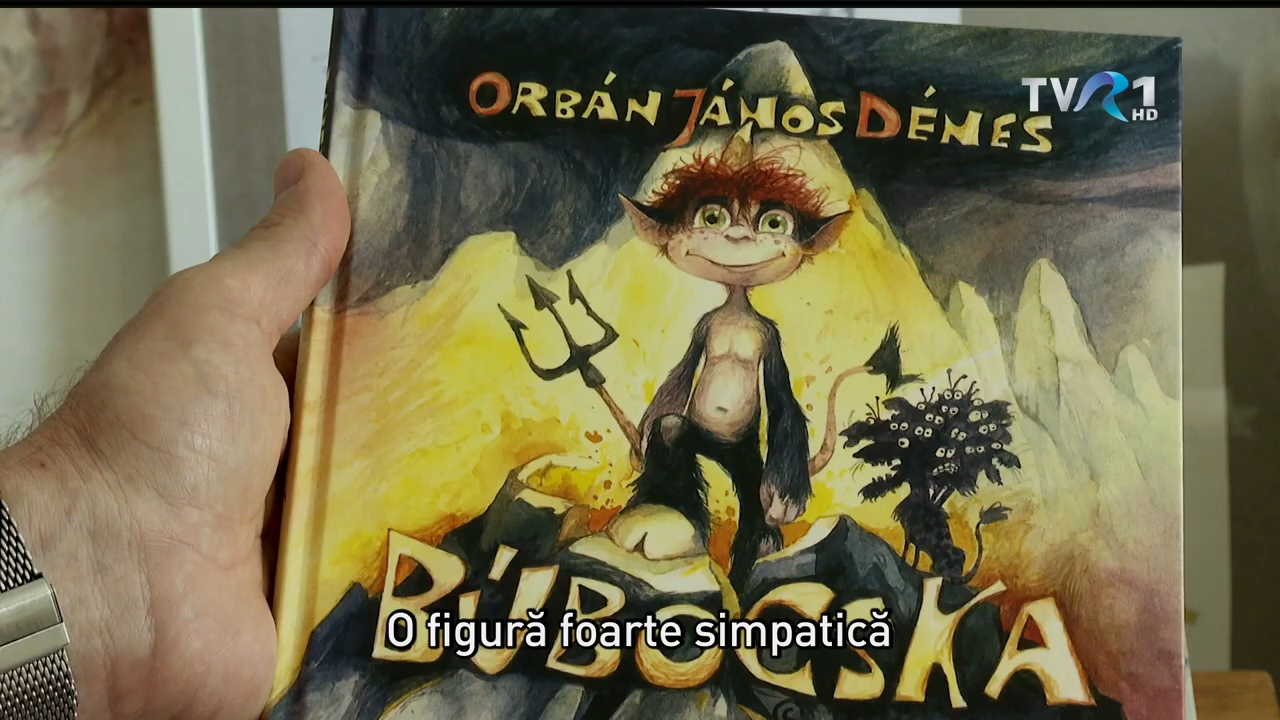 ORBÁN JÁNOS DÉNES
TVR1
HD
BÚBOCSKA
O figură foarte simpatică